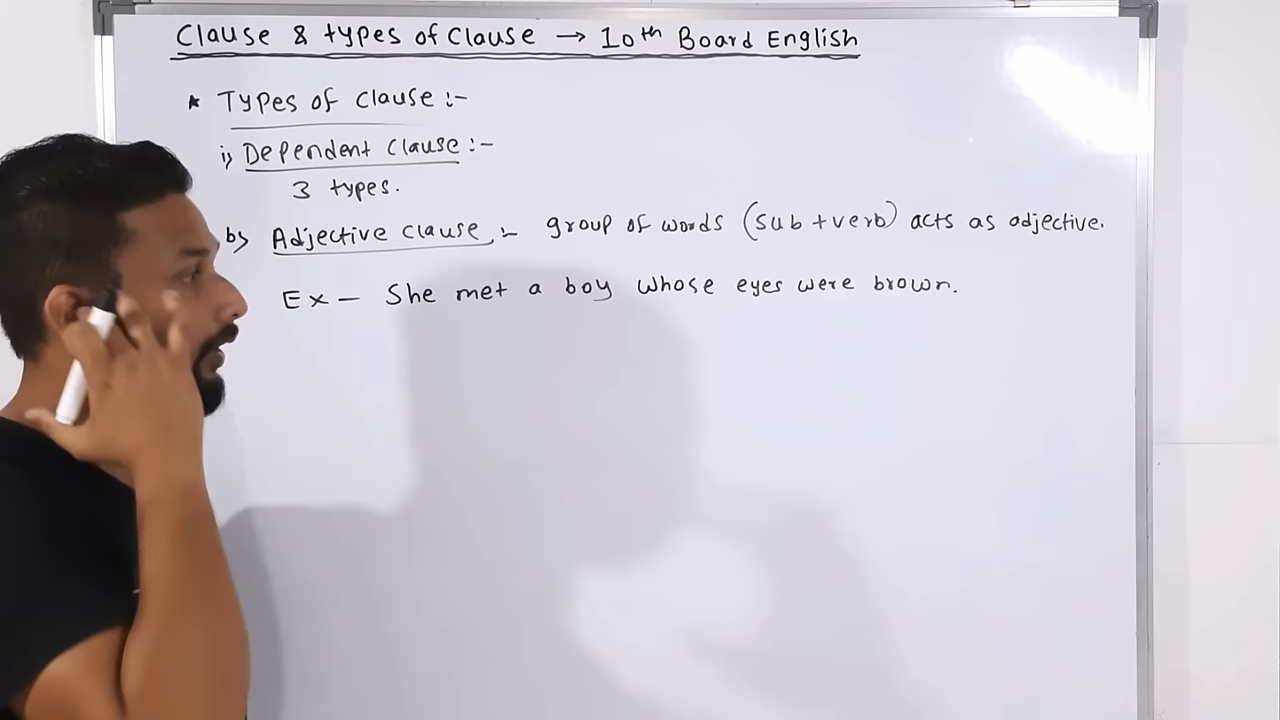 Clause & types of Clause → 10th Board English
* Types of clause :-
i) Dependent clause :-
3 types.
b) Adjective clause :- group of words (sub + verb) acts as adjective.
Ex - She met a boy whose eyes were brown.